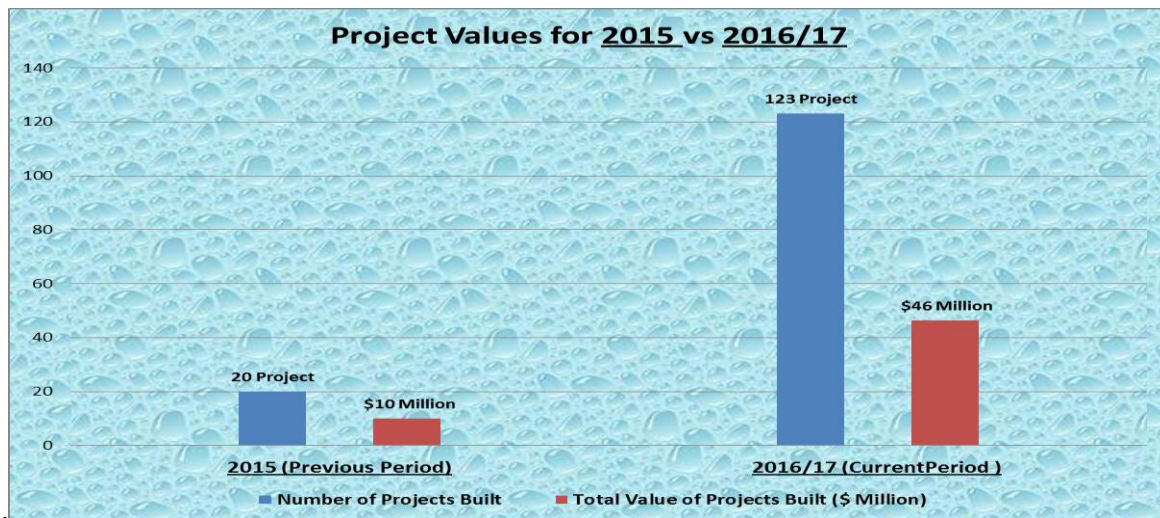 Project Values for 2015 vs 2016/17
140
120
100
80
60
40
20
0
123 Project
$46 Million
20 Project
$10 Million
2015 (Previous Period)
2016/17 (CurrentPeriod )
Number of Projects Built
Total Value of Projects Built ($ Million)